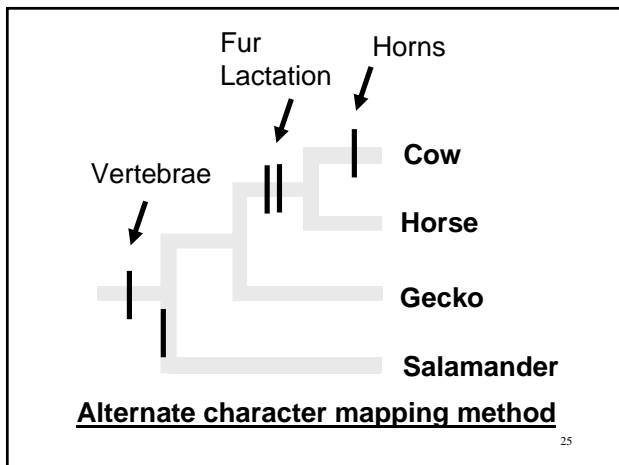 Fur
Lactation
Horns
Vertebrae
Cow
Horse
Gecko
Salamander
Alternate character mapping method
25